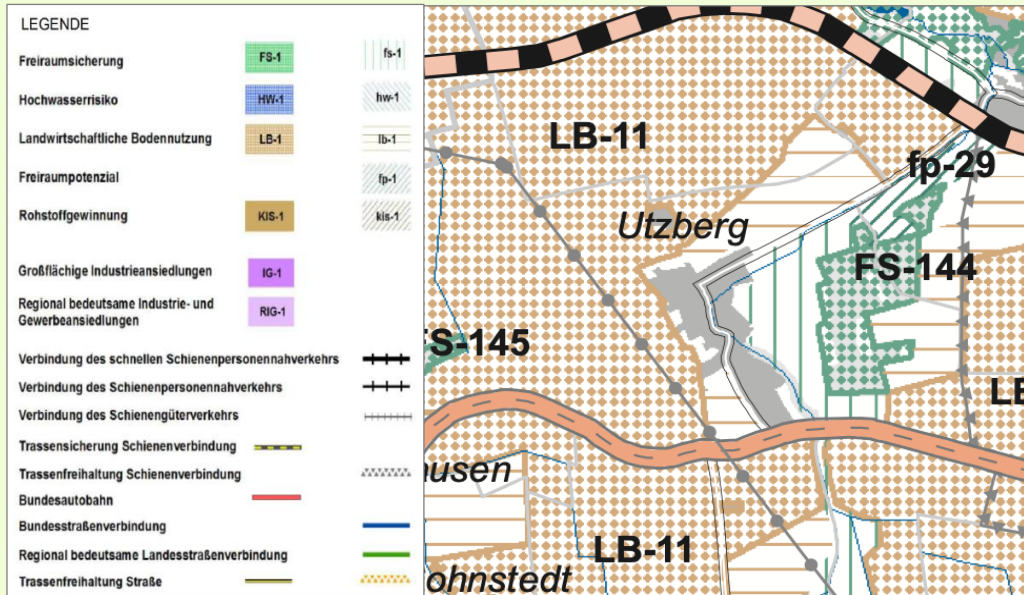 LEGENDE
Freiraumsicherung FS-1 fs-1
Hochwasserrisiko HW-1 hw-1
Landwirtschaftliche Bodennutzung LB-1 lb-1
Freiraumpotenzial fp-1
Rohstoffgewinnung KIS-1 kis-1
Großflächige Industrieansiedlungen IG-1
Regional bedeutsame Industrie- und
Gewerbeansiedlungen RIG-1
Verbindung des schnellen Schienenpersonennahverkehrs
Verbindung des Schienenpersonennahverkehrs
Verbindung des Schienengüterverkehrs
Trassensicherung Schienenverbindung
Trassenfreihaltung Schienenverbindung
Bundesautobahn
Bundesstraßenverbindung
Regional bedeutsame Landesstraßenverbindung
Trassenfreihaltung Straße
LB-11
fp-29
Utzberg
FS-144
FS-145
LB
ausen
LB-11
ohnstedt